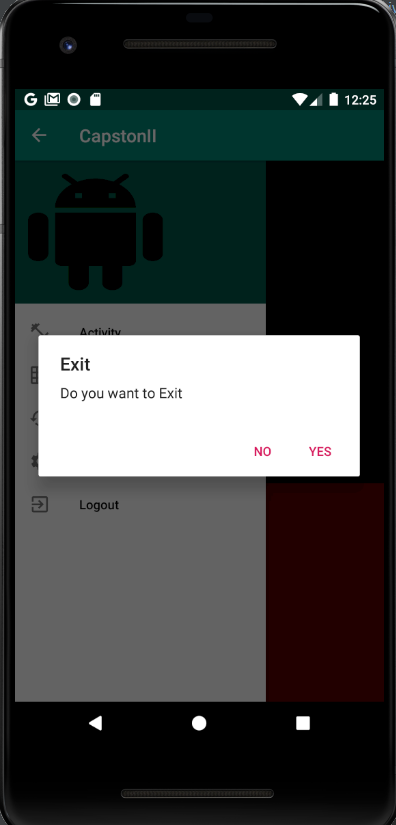 G M 12:25
CapstonII
Activity
Exit
Do you want to Exit
NO YES
Logout